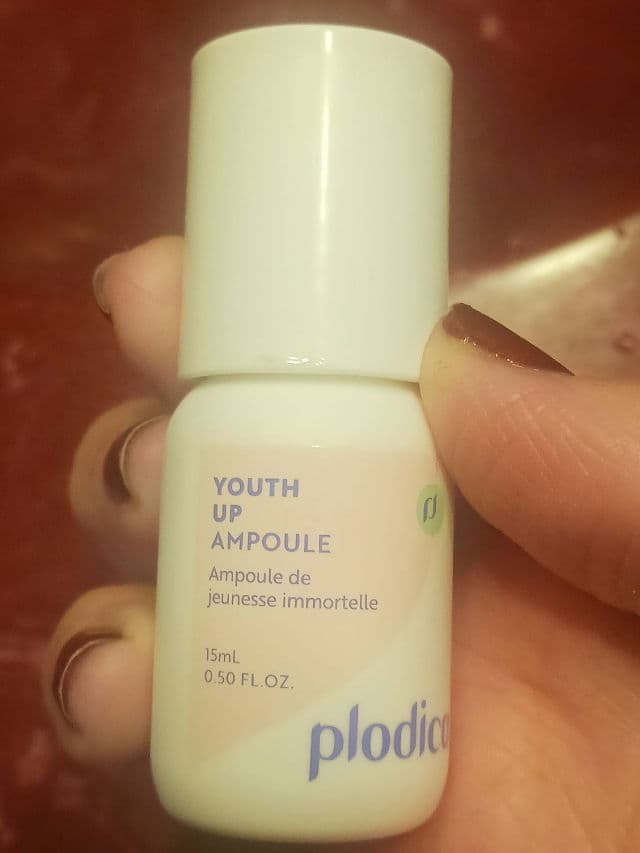 YOUTH
UP
AMPOULE
Ampoule de
jeunesse immortelle
15mL
0.50 FL.OZ.